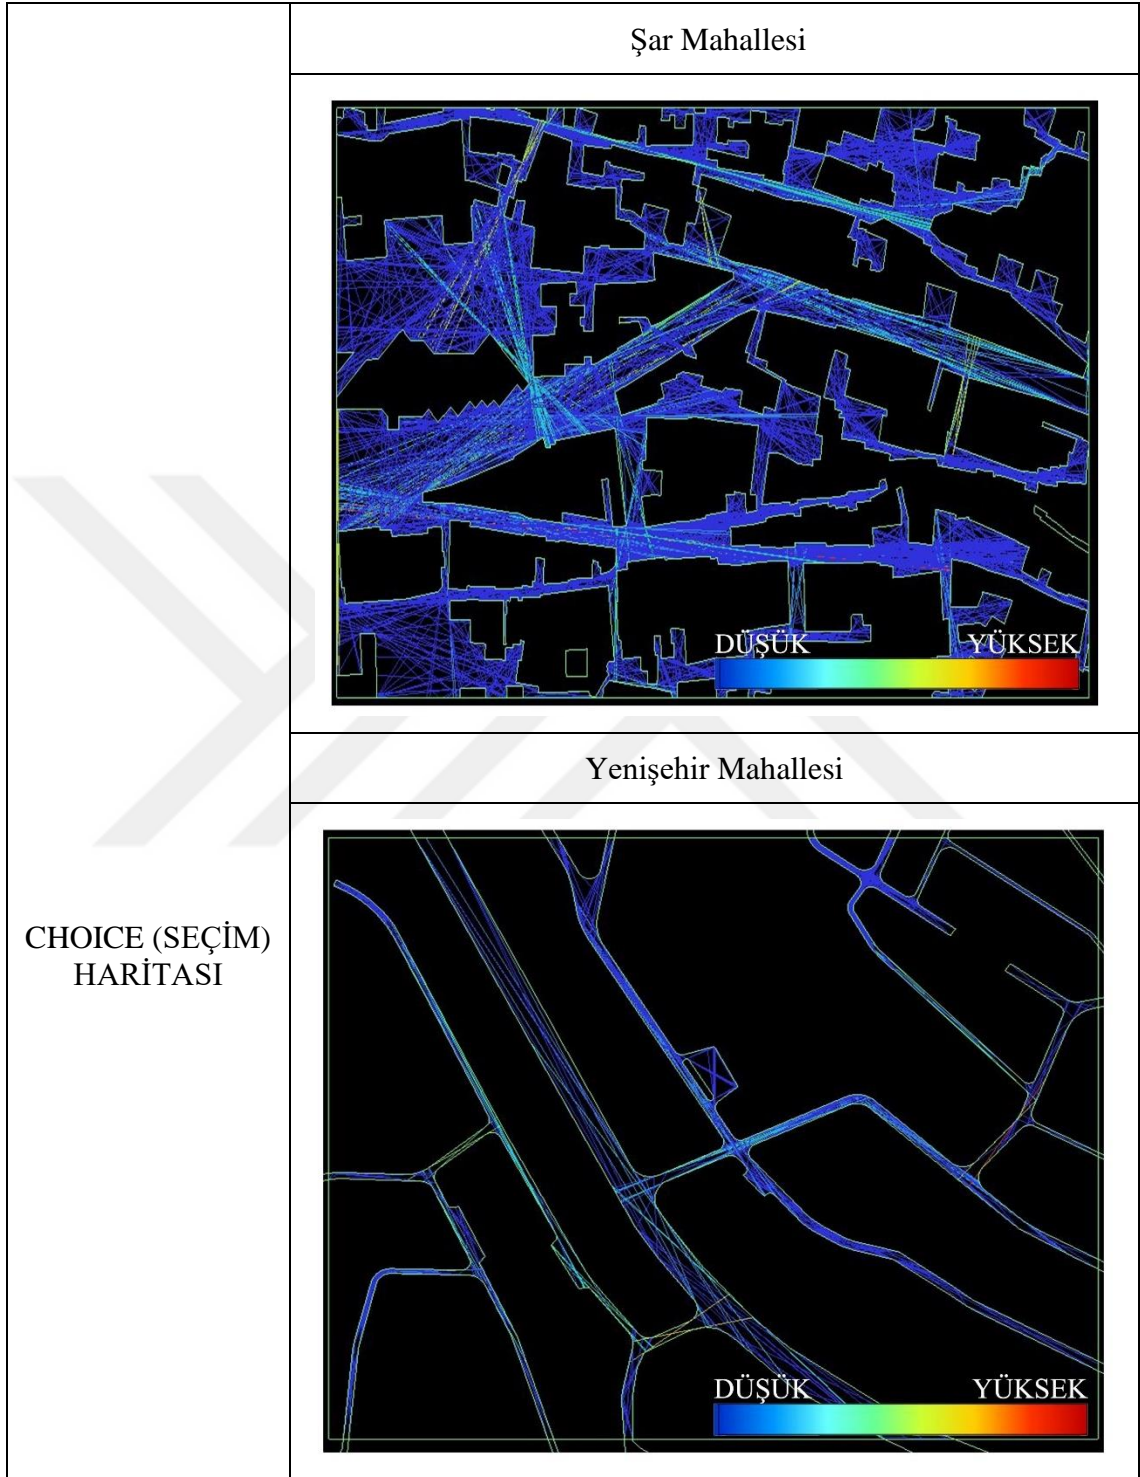 Şar Mahallesi
DÜŞÜK YÜKSEK
Yenişehir Mahallesi
CHOICE (SEÇİM)
HARİTASI
DÜŞÜK YÜKSEK